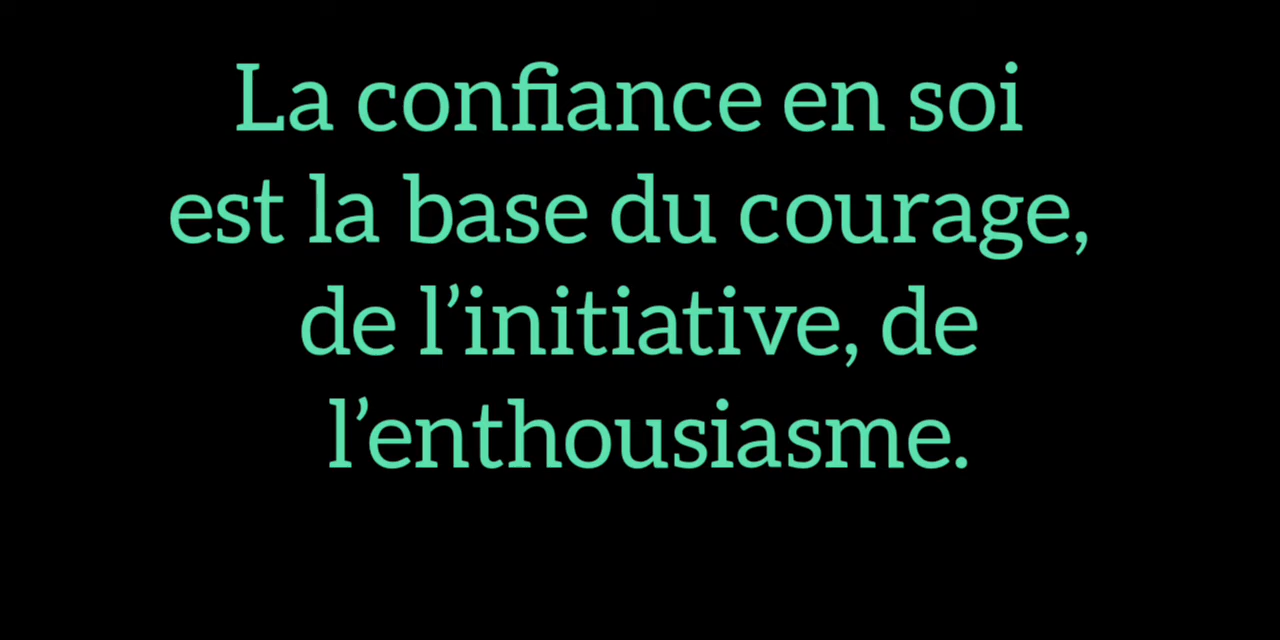 La confiance en soi
est la base du courage,
de l’initiative, de
l’enthousiasme.